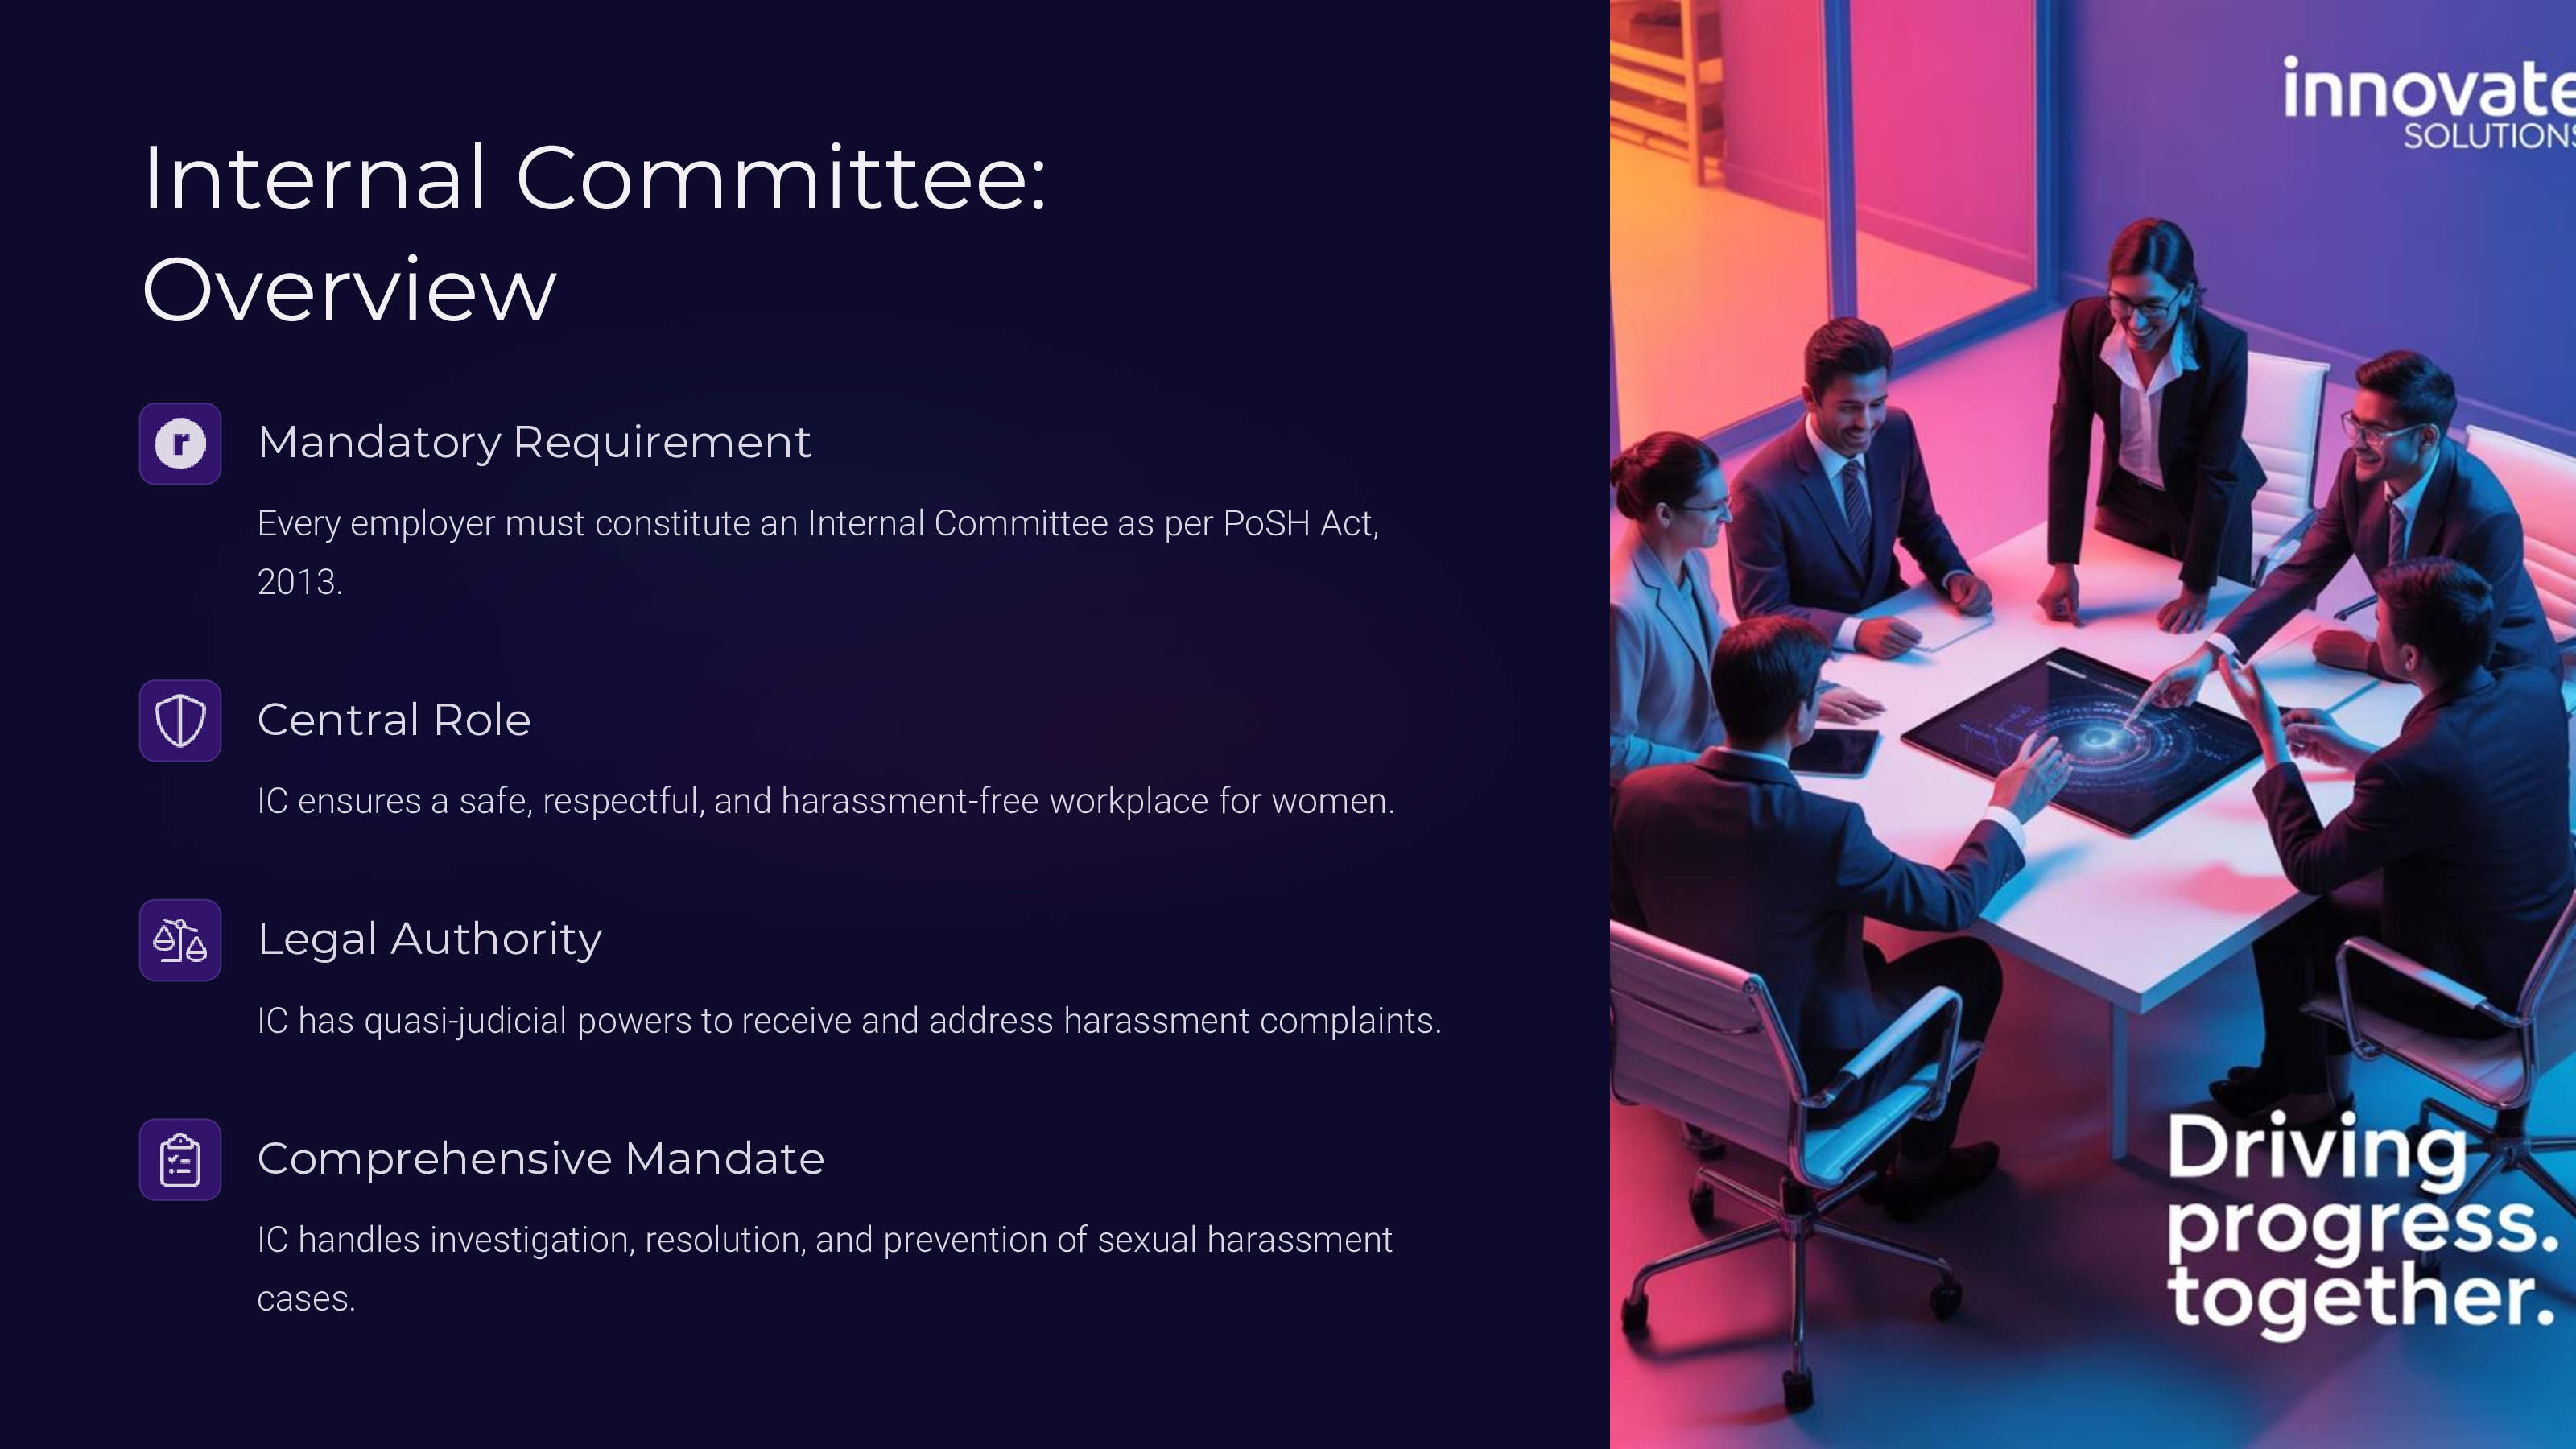 Internal Committee:
Overview
r
Mandatory Requirement
Every employer must constitute an Internal Committee as per PoSH Act,
2013.
Central Role
IC ensures a safe, respectful, and harassment-free workplace for women.
Legal Authority
IC has quasi-judicial powers to receive and address harassment complaints.
Comprehensive Mandate
IC handles investigation, resolution, and prevention of sexual harassment
cases.
innovate
SOLUTIONS
Driving
progress.
together.